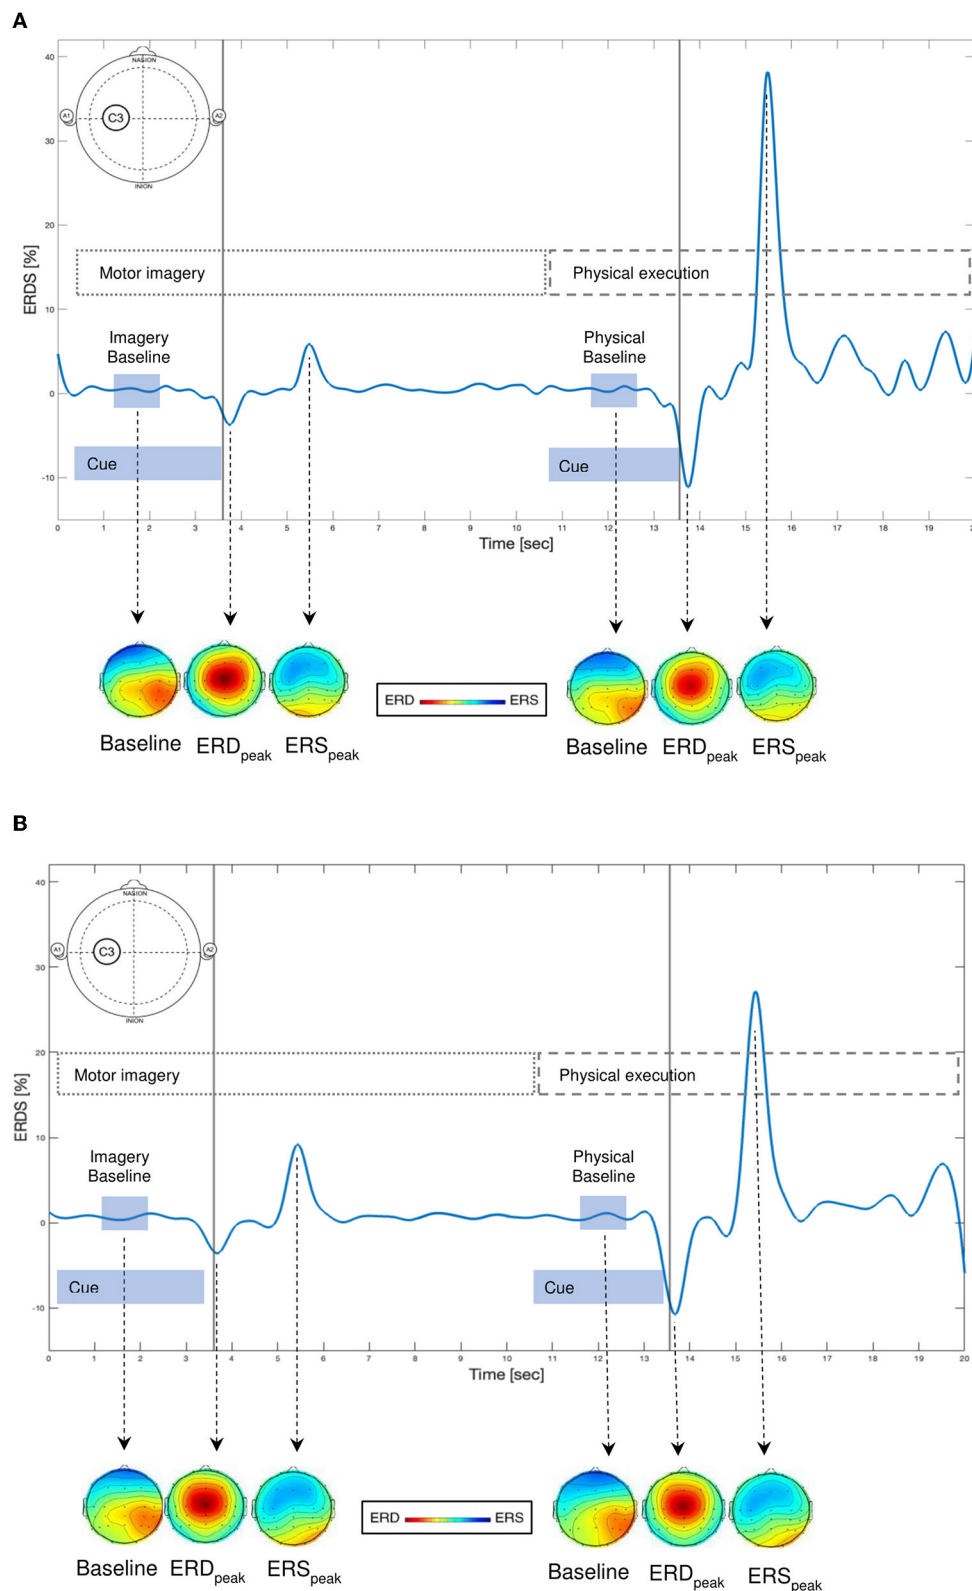 A
40
NASION
A1
C3
A2
30
INION
20
ERDS [%]
Motor imagery
Physical execution
10
Imagery
Baseline
Physical
Baseline
0
Cue
Cue
-10
0 1 2 3 4 5 6 7 8 9 10 11 12 13 14 15 16 17 18 19
Time [sec]
ERD ERS
Baseline ERDpeak ERSpeak
Baseline ERDpeak ERSpeak
B
40
NASION
A1
C3
A2
30
INION
20
ERDS [%]
Motor imagery
Physical execution
10
Imagery
Baseline
Physical
Baseline
0
Cue
Cue
-10
0 1 2 3 4 5 6 7 8 9 10 11 12 13 14 15 16 17 18 19 20
Time [sec]
ERD ERS
Baseline ERDpeak ERSpeak
Baseline ERDpeak ERSpeak